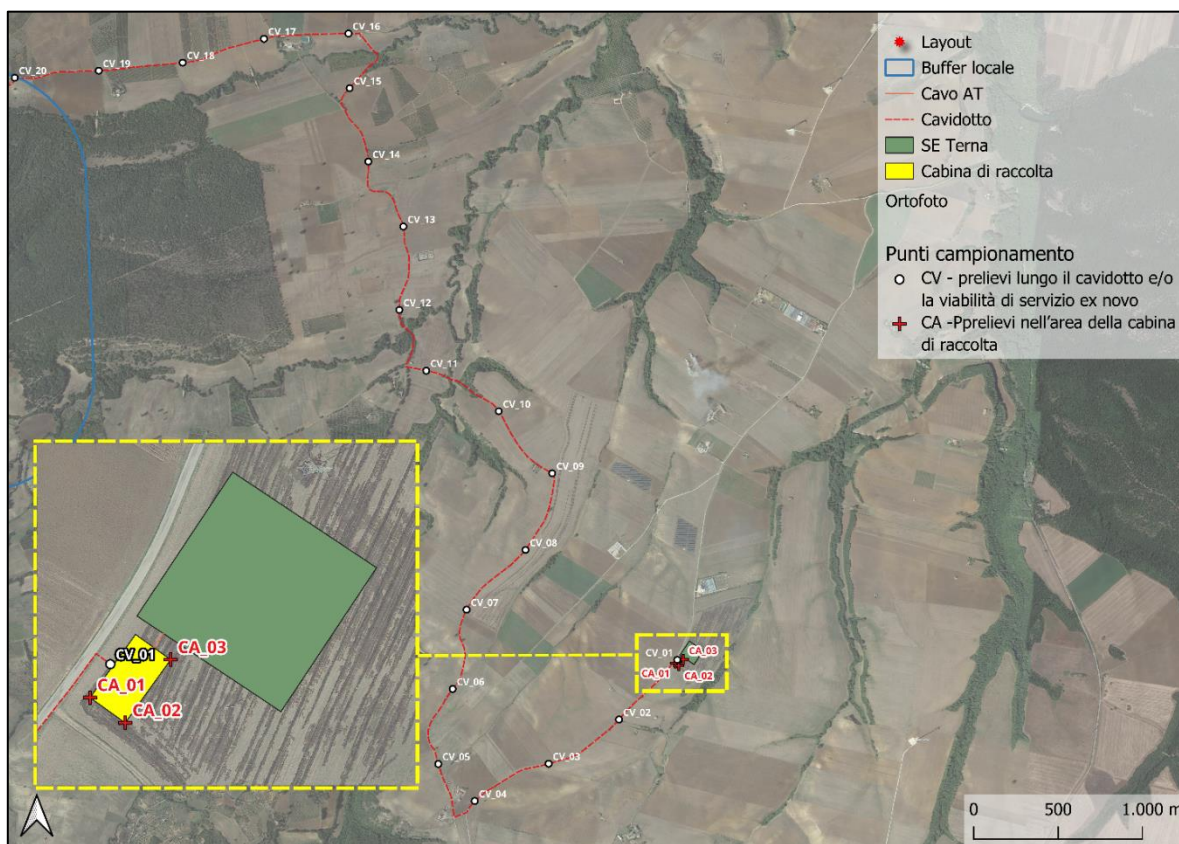 CV_17
CV_16
CV_20
CV_19
CV_18
CV_15
CV_14
CV_13
CV_12
CV_11
CV_10
CV_09
CV_08
CV_07
CV_06
CV_05
CV_04
CV_03
CV_02
CV_01
CA_03
CA_01
CA_02
CV_01
CA_03
CA_01
CA_02
Layout
Buffer locale
Cavo AT
Cavidotto
SE Terna
Cabina di raccolta
Ortofoto
Punti campionamento
CV - prelievi lungo il cavidotto e/o
la viabilità di servizio ex novo
CA -Pprelievi nell'area della cabina
di raccolta
0 500 1.000 m